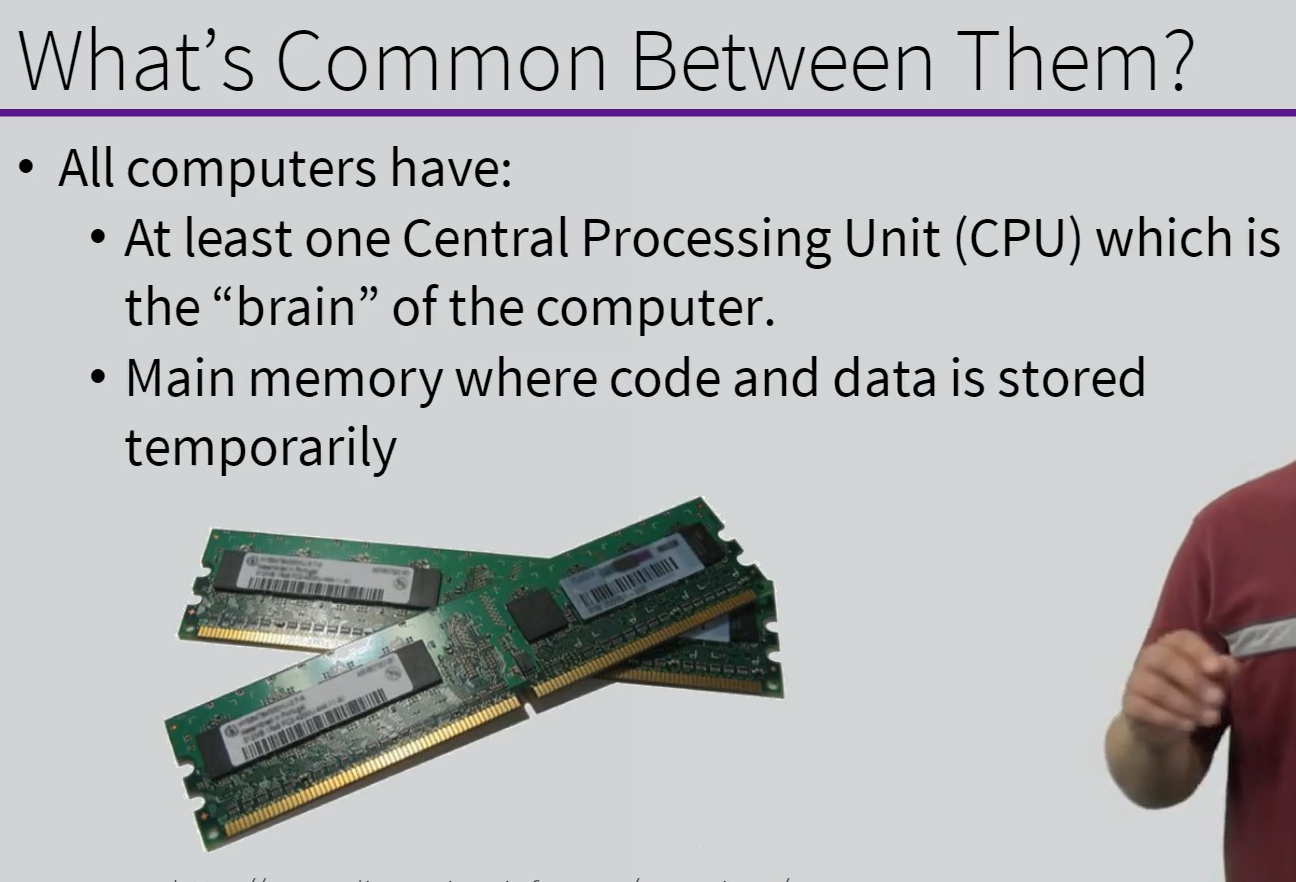 What’s Common Between Them?
• All computers have:
• At least one Central Processing Unit (CPU) which is
the “brain” of the computer.
• Main memory where code and data is stored
temporarily